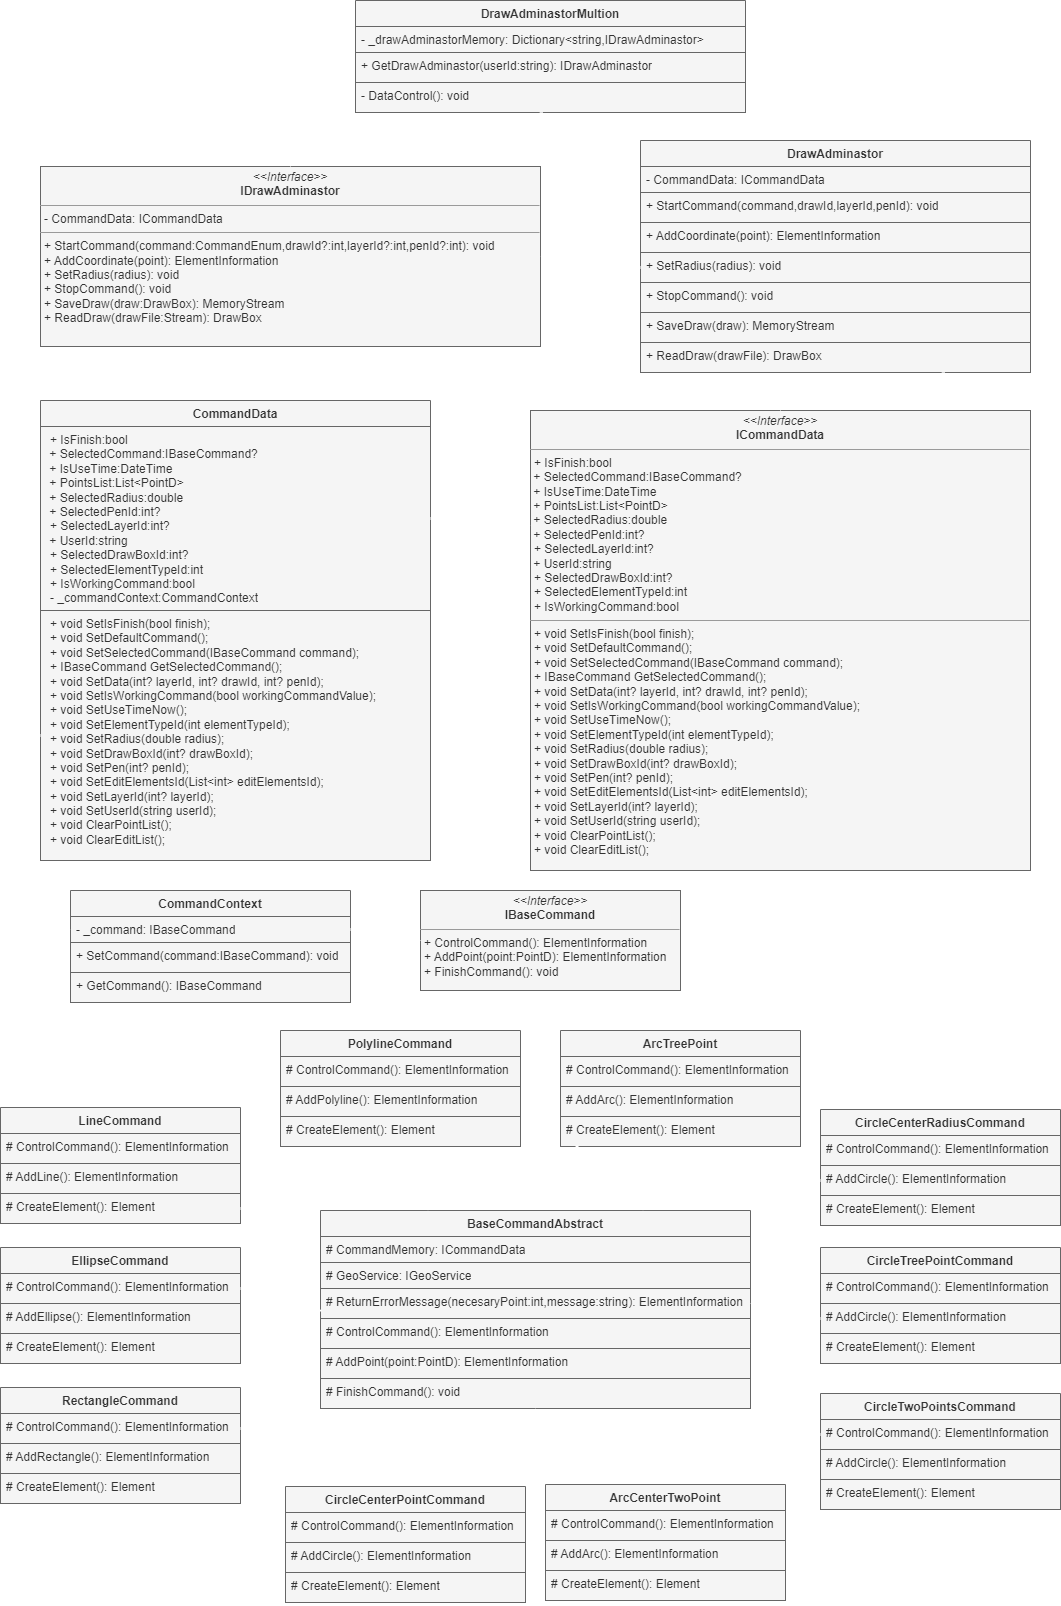 DrawAdminastorMultion
- _drawAdminastorMemory: Dictionary<string,IDrawAdminastor>
+ GetDrawAdminastor(userId:string): IDrawAdminastor
- DataControl(): void
<<Interface>>
IDrawAdminastor
- CommandData: ICommandData
+ StartCommand(command:CommandEnum,drawId?:int,layerId?:int,penId?:int): void
+ AddCoordinate(point): ElementInformation
+ SetRadius(radius): void
+ StopCommand(): void
+ SaveDraw(draw:DrawBox): MemoryStream
+ ReadDraw(drawFile:Stream): DrawBox
DrawAdminastor
- CommandData: ICommandData
+ StartCommand(command,drawId,layerId,penId): void
+ AddCoordinate(point): ElementInformation
+ SetRadius(radius): void
+ StopCommand(): void
+ SaveDraw(draw): MemoryStream
+ ReadDraw(drawFile): DrawBox
CommandData
+ IsFinish:bool
+ SelectedCommand:IBaseCommand?
+ IsUseTime:DateTime
+ PointsList:List<PointD>
+ SelectedRadius:double
+ SelectedPenId:int?
+ SelectedLayerId:int?
+ UserId:string
+ SelectedDrawBoxId:int?
+ SelectedElementTypeId:int
+ IsWorkingCommand:bool
- _commandContext:CommandContext
+ void SetIsFinish(bool finish);
+ void SetDefaultCommand();
+ void SetSelectedCommand(IBaseCommand command);
+ IBaseCommand GetSelectedCommand();
+ void SetData(int? layerId, int? drawId, int? penId);
+ void SetIsWorkingCommand(bool workingCommandValue);
+ void SetUseTimeNow();
+ void SetElementTypeId(int elementTypeId);
+ void SetRadius(double radius);
+ void SetDrawBoxId(int? drawBoxId);
+ void SetPen(int? penId);
+ void SetEditElementsId(List<int> editElementsId);
+ void SetLayerId(int? layerId);
+ void SetUserId(string userId);
+ void ClearPointList();
+ void ClearEditList();
<<Interface>>
ICommandData
+ IsFinish:bool
+ SelectedCommand:IBaseCommand?
+ IsUseTime:DateTime
+ PointsList:List<PointD>
+ SelectedRadius:double
+ SelectedPenId:int?
+ SelectedLayerId:int?
+ UserId:string
+ SelectedDrawBoxId:int?
+ SelectedElementTypeId:int
+ IsWorkingCommand:bool
+ void SetIsFinish(bool finish);
+ void SetDefaultCommand();
+ void SetSelectedCommand(IBaseCommand command);
+ IBaseCommand GetSelectedCommand();
+ void SetData(int? layerId, int? drawId, int? penId);
+ void SetIsWorkingCommand(bool workingCommandValue);
+ void SetUseTimeNow();
+ void SetElementTypeId(int elementTypeId);
+ void SetRadius(double radius);
+ void SetDrawBoxId(int? drawBoxId);
+ void SetPen(int? penId);
+ void SetEditElementsId(List<int> editElementsId);
+ void SetLayerId(int? layerId);
+ void SetUserId(string userId);
+ void ClearPointList();
+ void ClearEditList();
CommandContext
- _command: IBaseCommand
+ SetCommand(command:IBaseCommand): void
+ GetCommand(): IBaseCommand
<<Interface>>
IBaseCommand
+ ControlCommand(): ElementInformation
+ AddPoint(point:PointD): ElementInformation
+ FinishCommand(): void
PolylineCommand
# ControlCommand(): ElementInformation
# AddPolyline(): ElementInformation
# CreateElement(): Element
ArcTreePoint
# ControlCommand(): ElementInformation
# AddArc(): ElementInformation
# CreateElement(): Element
LineCommand
# ControlCommand(): ElementInformation
# AddLine(): ElementInformation
# CreateElement(): Element
CircleCenterRadiusCommand
# ControlCommand(): ElementInformation
# AddCircle(): ElementInformation
# CreateElement(): Element
BaseCommandAbstract
# CommandMemory: ICommandData
# GeoService: IGeoService
# ReturnErrorMessage(necesaryPoint:int,message:string): ElementInformation
# ControlCommand(): ElementInformation
# AddPoint(point:PointD): ElementInformation
# FinishCommand(): void
EllipseCommand
# ControlCommand(): ElementInformation
# AddEllipse(): ElementInformation
# CreateElement(): Element
CircleTreePointCommand
# ControlCommand(): ElementInformation
# AddCircle(): ElementInformation
# CreateElement(): Element
RectangleCommand
# ControlCommand(): ElementInformation
# AddRectangle(): ElementInformation
# CreateElement(): Element
CircleTwoPointsCommand
# ControlCommand(): ElementInformation
# AddCircle(): ElementInformation
# CreateElement(): Element
CircleCenterPointCommand
# ControlCommand(): ElementInformation
# AddCircle(): ElementInformation
# CreateElement(): Element
ArcCenterTwoPoint
# ControlCommand(): ElementInformation
# AddArc(): ElementInformation
# CreateElement(): Element